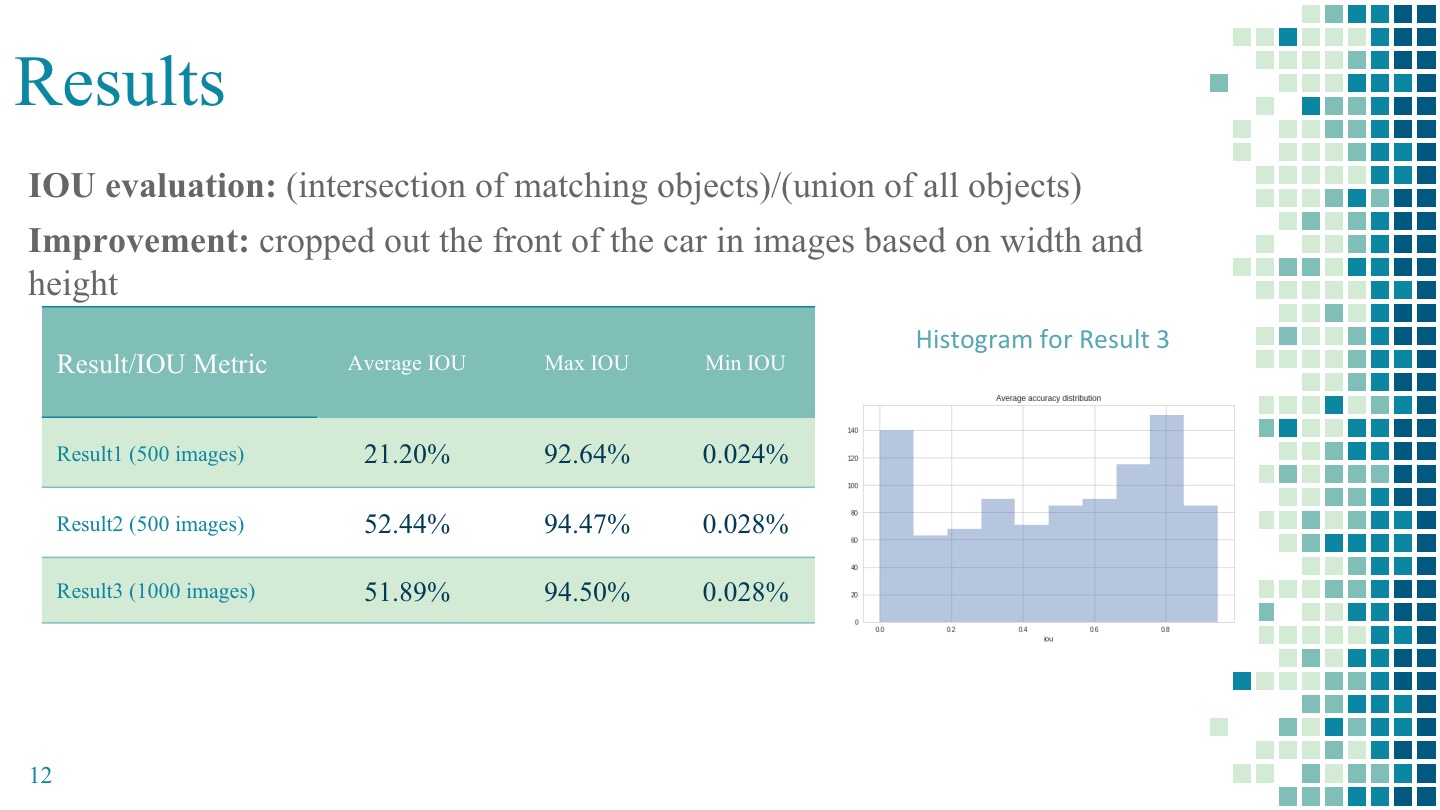 Results
IOU evaluation: (intersection of matching objects)/(union of all objects)
Improvement: cropped out the front of the car in images based on width and
height
Result/IOU Metric Average IOU Max IOU Min IOU
Result1 (500 images) 21.20% 92.64% 0.024%
Result2 (500 images) 52.44% 94.47% 0.028%
Result3 (1000 images) 51.89% 94.50% 0.028%
Histogram for Result 3
Average accuracy distribution
140
120
100
80
60
40
20
0
0.0 0.2 0.4 0.6 0.8
iou
12